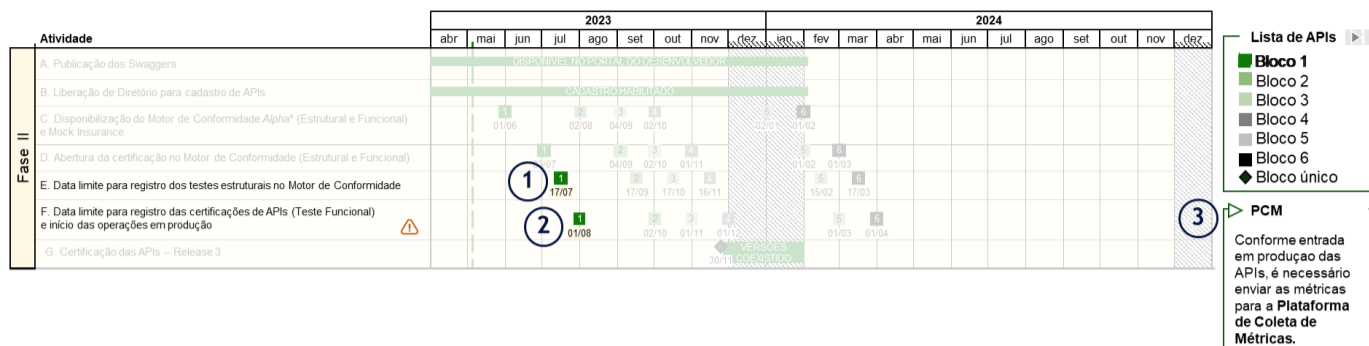 2023
2024
Atividade
abr
mai
jun
jul
ago
set
out
nov
dez
jan
fev
mar
abr
mai
jun
jul
ago
set
out
nov
dez
Fase II
A. Publicação dos Swaggers
DISPONÍVEL NO PORTAL DO DESENVOLVEDOR
B. Liberação de Diretório para cadastro de APIs
CADASTRO HABILITADO
C. Disponibilização do Motor de Conformidade Alpha* (Estrutural e Funcional)
e Mock Insurance
1
2
3
4
5
6
01/06
02/08
04/09
02/10
02/01
01/02
D. Abertura da certificação no Motor de Conformidade (Estrutural e Funcional)
1
2
3
4
5
6
/07
04/09
02/10
01/11
01/02
01/03
E. Data limite para registro dos testes estruturais no Motor de Conformidade
1
1
2
3
4
5
6
17/07
17/09
17/10
16/11
15/02
17/03
F. Data limite para registro das certificações de APIs (Teste Funcional)
e início das operações em produção
2
1
2
3
4
5
6
01/08
02/10
01/11
01/12
01/03
01/04
G. Certificação das APIs – Release 3
30/11
VERSÕES
COEXISTIDO
Lista de APIs
Bloco 1
Bloco 2
Bloco 3
Bloco 4
Bloco 5
Bloco 6
Bloco único
3
PCM
Conforme entrada
em produçao das
APIs, é necessário
enviar as métricas
para a Plataforma
de Coleta de
Métricas.